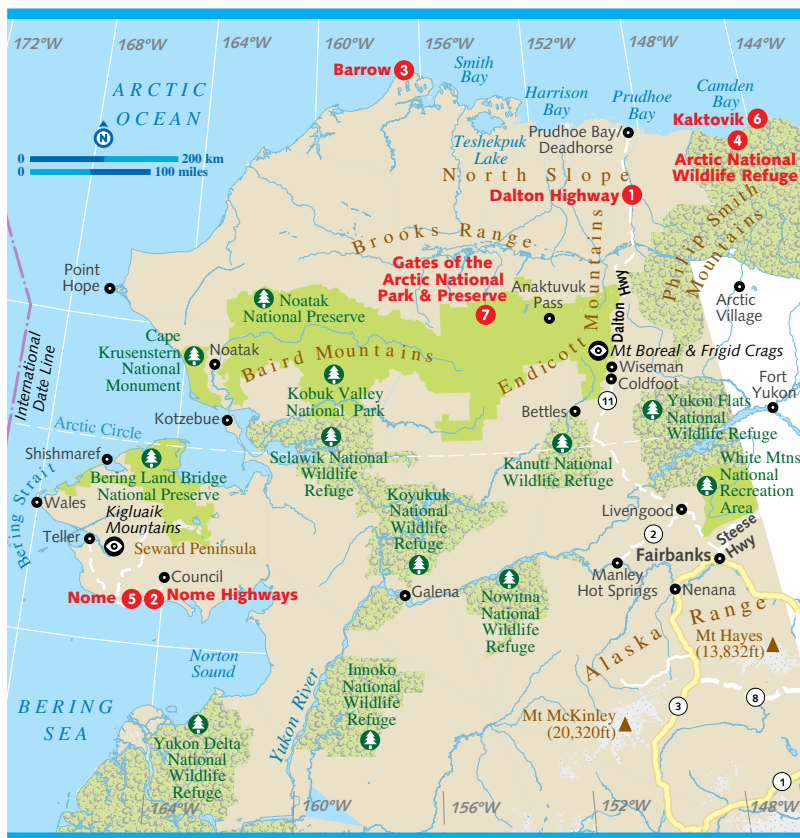 172°W
168°W
164°W
160°W
156°W
152°W
148°W
144°W
Barrow 3
Smith
Bay
Harrison
Bay
Prudhoe
Bay
Camden
Bay
ARCTIC
OCEAN
N
0 200 km
0 100 miles
Kaktovik 6
4
Arctic National
Wildlife Refuge
Teshekpuk
Lake
Prudhoe Bay/
Deadhorse
North Slope
Dalton Highway 1
Brooks Range
Philip Smith
Mountains
Gates of the
Arctic National
Park & Preserve
7
Anaktuvuk
Pass
Endicott Mountains
Dalton Hwy
Arctic
Village
Point
Hope
International
Date Line
Noatak
National Preserve
Cape
Krusenstern
National
Monument
Noatak
Baird Mountains
Kobuk Valley
National Park
Mt Boreal & Frigid Crags
Wiseman
Coldfoot
11
Fort
Yukon
Bettles
Yukon Flats
National
Wildlife Refuge
Kotzebue
Arctic Circle
Shishmaref
Bering Strait
Bering Land Bridge
National Preserve
Selawik National
Wildlife
Refuge
Kanuti National
Wildlife Refuge
White Mtns
National
Recreation
Area
Wales
Kigluaik
Mountains
Koyukuk
National
Wildlife
Refuge
Livengood
2
Steese
Hwy
Teller
Seward Peninsula
Fairbanks
Council
Manley
Hot Springs
Nome 5
2 Nome Highways
Galena
Nowitna
National
Wildlife
Refuge
Nenana
Alaska Range
Mt Hayes
(13,832ft)
Norton
Sound
Innoko
National
Wildlife
Refuge
Yukon River
BERING
SEA
Mt McKinley
(20,320ft)
3
8
Yukon Delta
National
Wildlife
Refuge
1
164°W
160°W
156°W
152°W
148°W